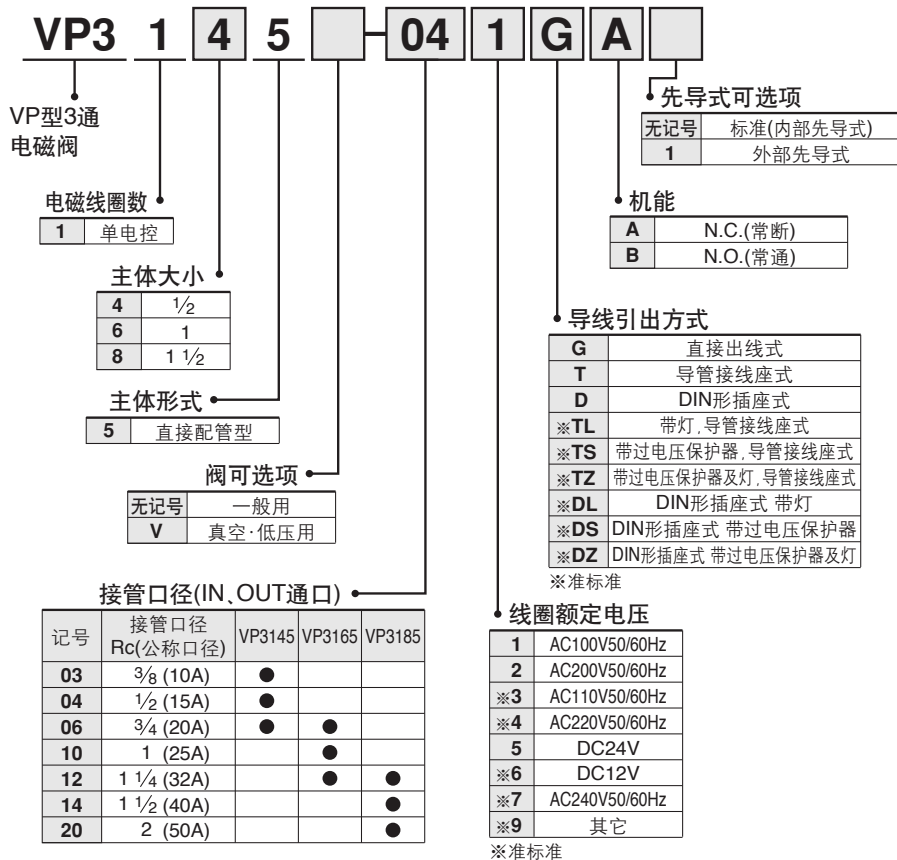 VP3 1 4 5 - 04 1 G A
VP型3通
电磁阀
电磁线圈数
1 单电控
主体大小
4 1/2
6 1
8 1 1/2
主体形式
5 直接配管型
阀可选项
无记号 一般用
V 真空·低压用
接管口径(IN、OUT通口)
记号 接管口径 Rc(公称口径) VP3145 VP3165 VP3185
03 3/8 (10A) ●
04 1/2 (15A) ●
06 3/4 (20A) ● ●
10 1 (25A) ●
12 1 1/4 (32A) ● ●
14 1 1/2 (40A) ●
20 2 (50A) ●
先导式可选项
无记号 标准(内部先导式)
1 外部先导式
机能
A N.C.(常断)
B N.O.(常通)
导线引出方式
G 直接出线式
T 导管接线座式
D DIN形插座式
※TL 带灯,导管接线座式
※TS 带过电压保护器,导管接线座式
※TZ 带过电压保护器及灯,导管接线座式
※DL DIN形插座式 带灯
※DS DIN形插座式 带过电压保护器
※DZ DIN形插座式 带过电压保护器及灯
※准标准
线圈额定电压
1 AC100V50/60Hz
2 AC200V50/60Hz
※3 AC110V50/60Hz
※4 AC220V50/60Hz
5 DC24V
※6 DC12V
※7 AC240V50/60Hz
※9 其它
※准标准